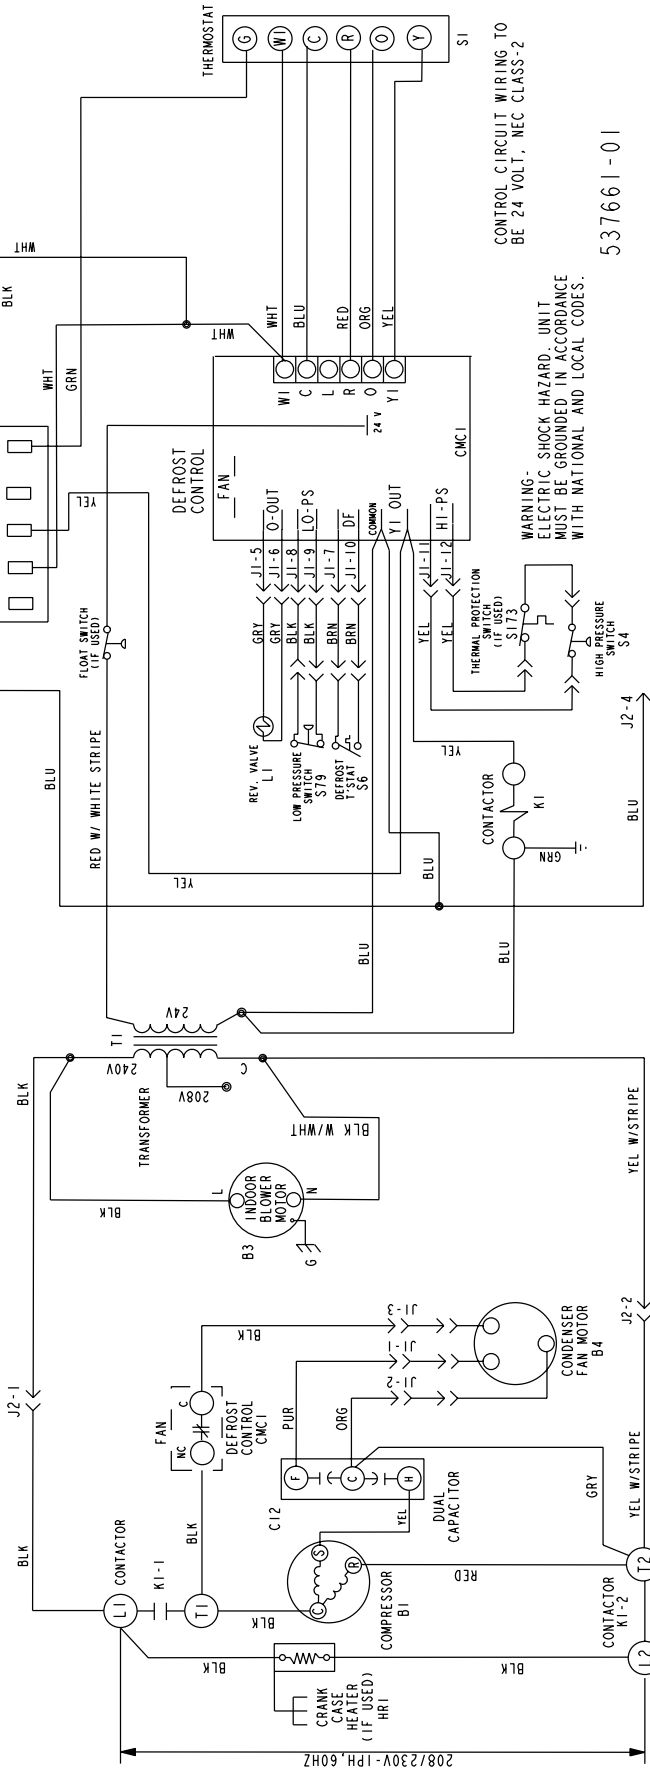 THERMOSTAT
G
W1
C
R
O
Y
S1
CONTROL CIRCUIT WIRING TO
BE 24 VOLT, NEC CLASS-2
537661-01
WARNING-
ELECTRIC SHOCK HAZARD. UNIT
MUST BE GROUNDED IN ACCORDANCE
WITH NATIONAL AND LOCAL CODES.
WHT
BLK
WHT
GRN
WHT
WHT
BLU
RED
ORG
YEL
W1
C
L
R
O
Y1
24 V
CMC1
DEFROST
CONTROL
FAN
O-OUT
LO-PS
DF
COMMON
Y1 OUT
HI-PS
J1-5
J1-6
J1-8
J1-9
J1-7
J1-10
J1-11
J1-12
GRY
GRY
BLK
BLK
BRN
BRN
YEL
YEL
YEL
FLOAT SWITCH
(IF USED)
REV. VALVE
L1
LOW PRESSURE
SWITCH
S79
DEFROST
T'STAT
S6
THERMAL PROTECTION
SWITCH
(IF USED)
S173
HIGH PRESSURE
SWITCH
S4
J2-4
BLU
RED W/ WHITE STRIPE
YEL
CONTACTOR
K1
GRN
BLU
YEL
BLU
BLU
BLU
24V
T1
240V
C
208V
TRANSFORMER
BLK
BLK W/WHT
YEL W/STRIPE
BLK
L
INDOOR
BLOWER
MOTOR
N
B3
G
J2-1
J2-2
BLK
J1-3
J1-1
J1-2
CONDENSER
FAN MOTOR
B4
FAN
NC
C
DEFROST
CONTROL
CMC1
PUR
ORG
C12
F
C
H
DUAL
CAPACITOR
YEL
GRY
YEL W/STRIPE
BLK
CONTACTOR
L1
K1-1
T1
BLK
BLK
S
R
C
COMPRESSOR
B1
RED
T2
CONTACTOR
K1-2
L2
BLK
BLK
CRANK
CASE
HEATER
(IF USED)
HR1
208/230V-1PH,60HZ